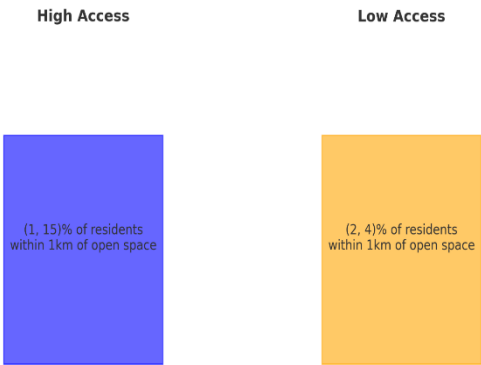 High Access
Low Access
(1, 15)% of residents
within 1km of open space
(2, 4)% of residents
within 1km of open space